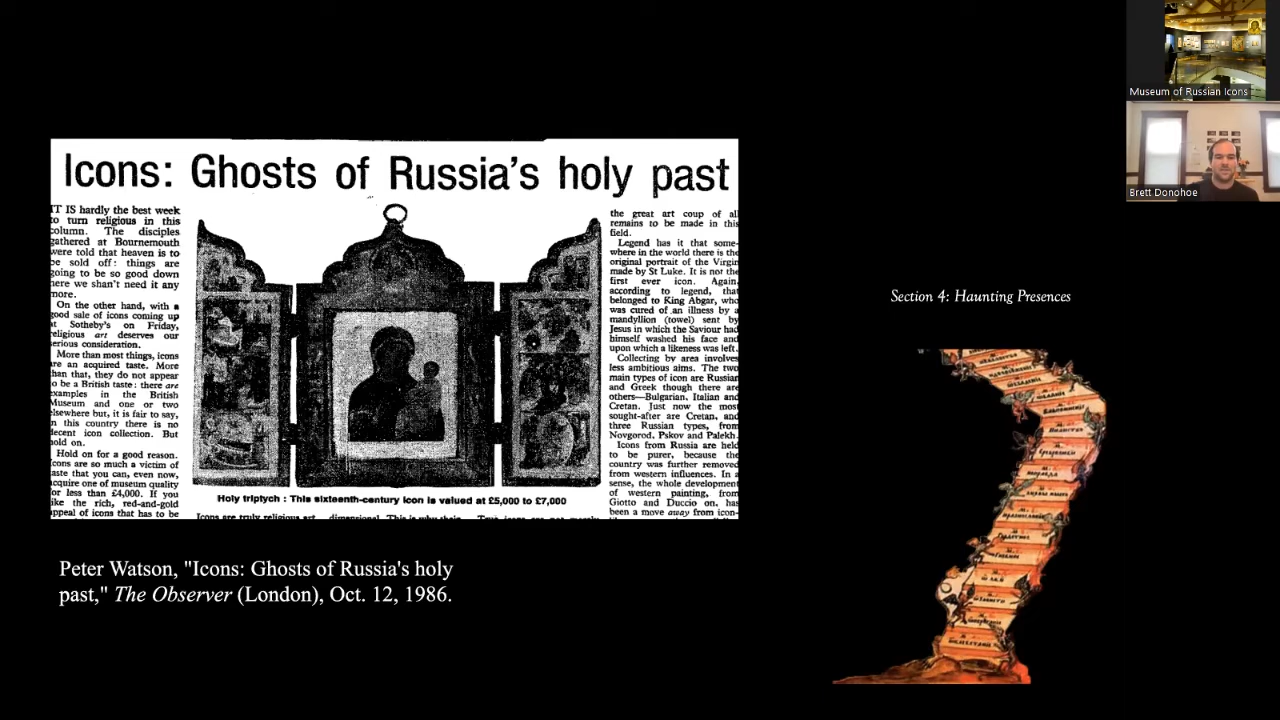 Museum of Russian Icons
Brett Donohoe
Icons: Ghosts of Russia's holy past
IT IS hardly the best week
to turn religious in this
column. The disciples
gathered at Bournemouth
were told that heaven is to
be sold off: things are
going to be so good down
here we shan't need it any
more.
On the other hand, with a
good sale of icons coming up
at Sotheby's on Friday,
religious art deserves our
serious consideration.
More than most things, icons
are an acquired taste. More
than that, they do not appear
to be a British taste: there are
examples in the British
Museum and one or two
elsewhere but, it is fair to say,
in this country there is no
decent icon collection. But
hold on.
Hold on for a good reason.
Icons are so much a victim of
taste that you can, even now,
acquire one of museum quality
for less than £4,000. If you
like the rich, red-and-gold
appeal of icons that has to be
Holy triptych : This sixteenth-century icon is valued at £5,000 to £7,000
Icons are truly religious art
dimensional. This is why their
True icons are not merely
the great art coup of all
remains to be made in this
field.
Legend has it that some-
where in the world there is the
original portrait of the Virgin
made by St Luke. It is not the
first ever icon. Again,
according to legend, that
belonged to King Abgar, who
was cured of an illness by a
mandyllion (towel) sent by
Jesus in which the Saviour had
himself washed his face and
upon which a likeness was left.
Collecting by area involves
less ambitious aims. The two
main types of icon are Russian
and Greek though there are
others—Bulgarian, Italian and
Cretan. Just now the most
sought-after are Cretan, and
three Russian types, from
Novgorod, Pskov and Palekh.
Icons from Russia are held
to be purer, because the
country was further removed
from western influences. In a
sense, the whole development
of western painting, from
Giotto and Duccio on, has
been a move away from icon-
Peter Watson, "Icons: Ghosts of Russia's holy
past," The Observer (London), Oct. 12, 1986.
Section 4: Haunting Presences